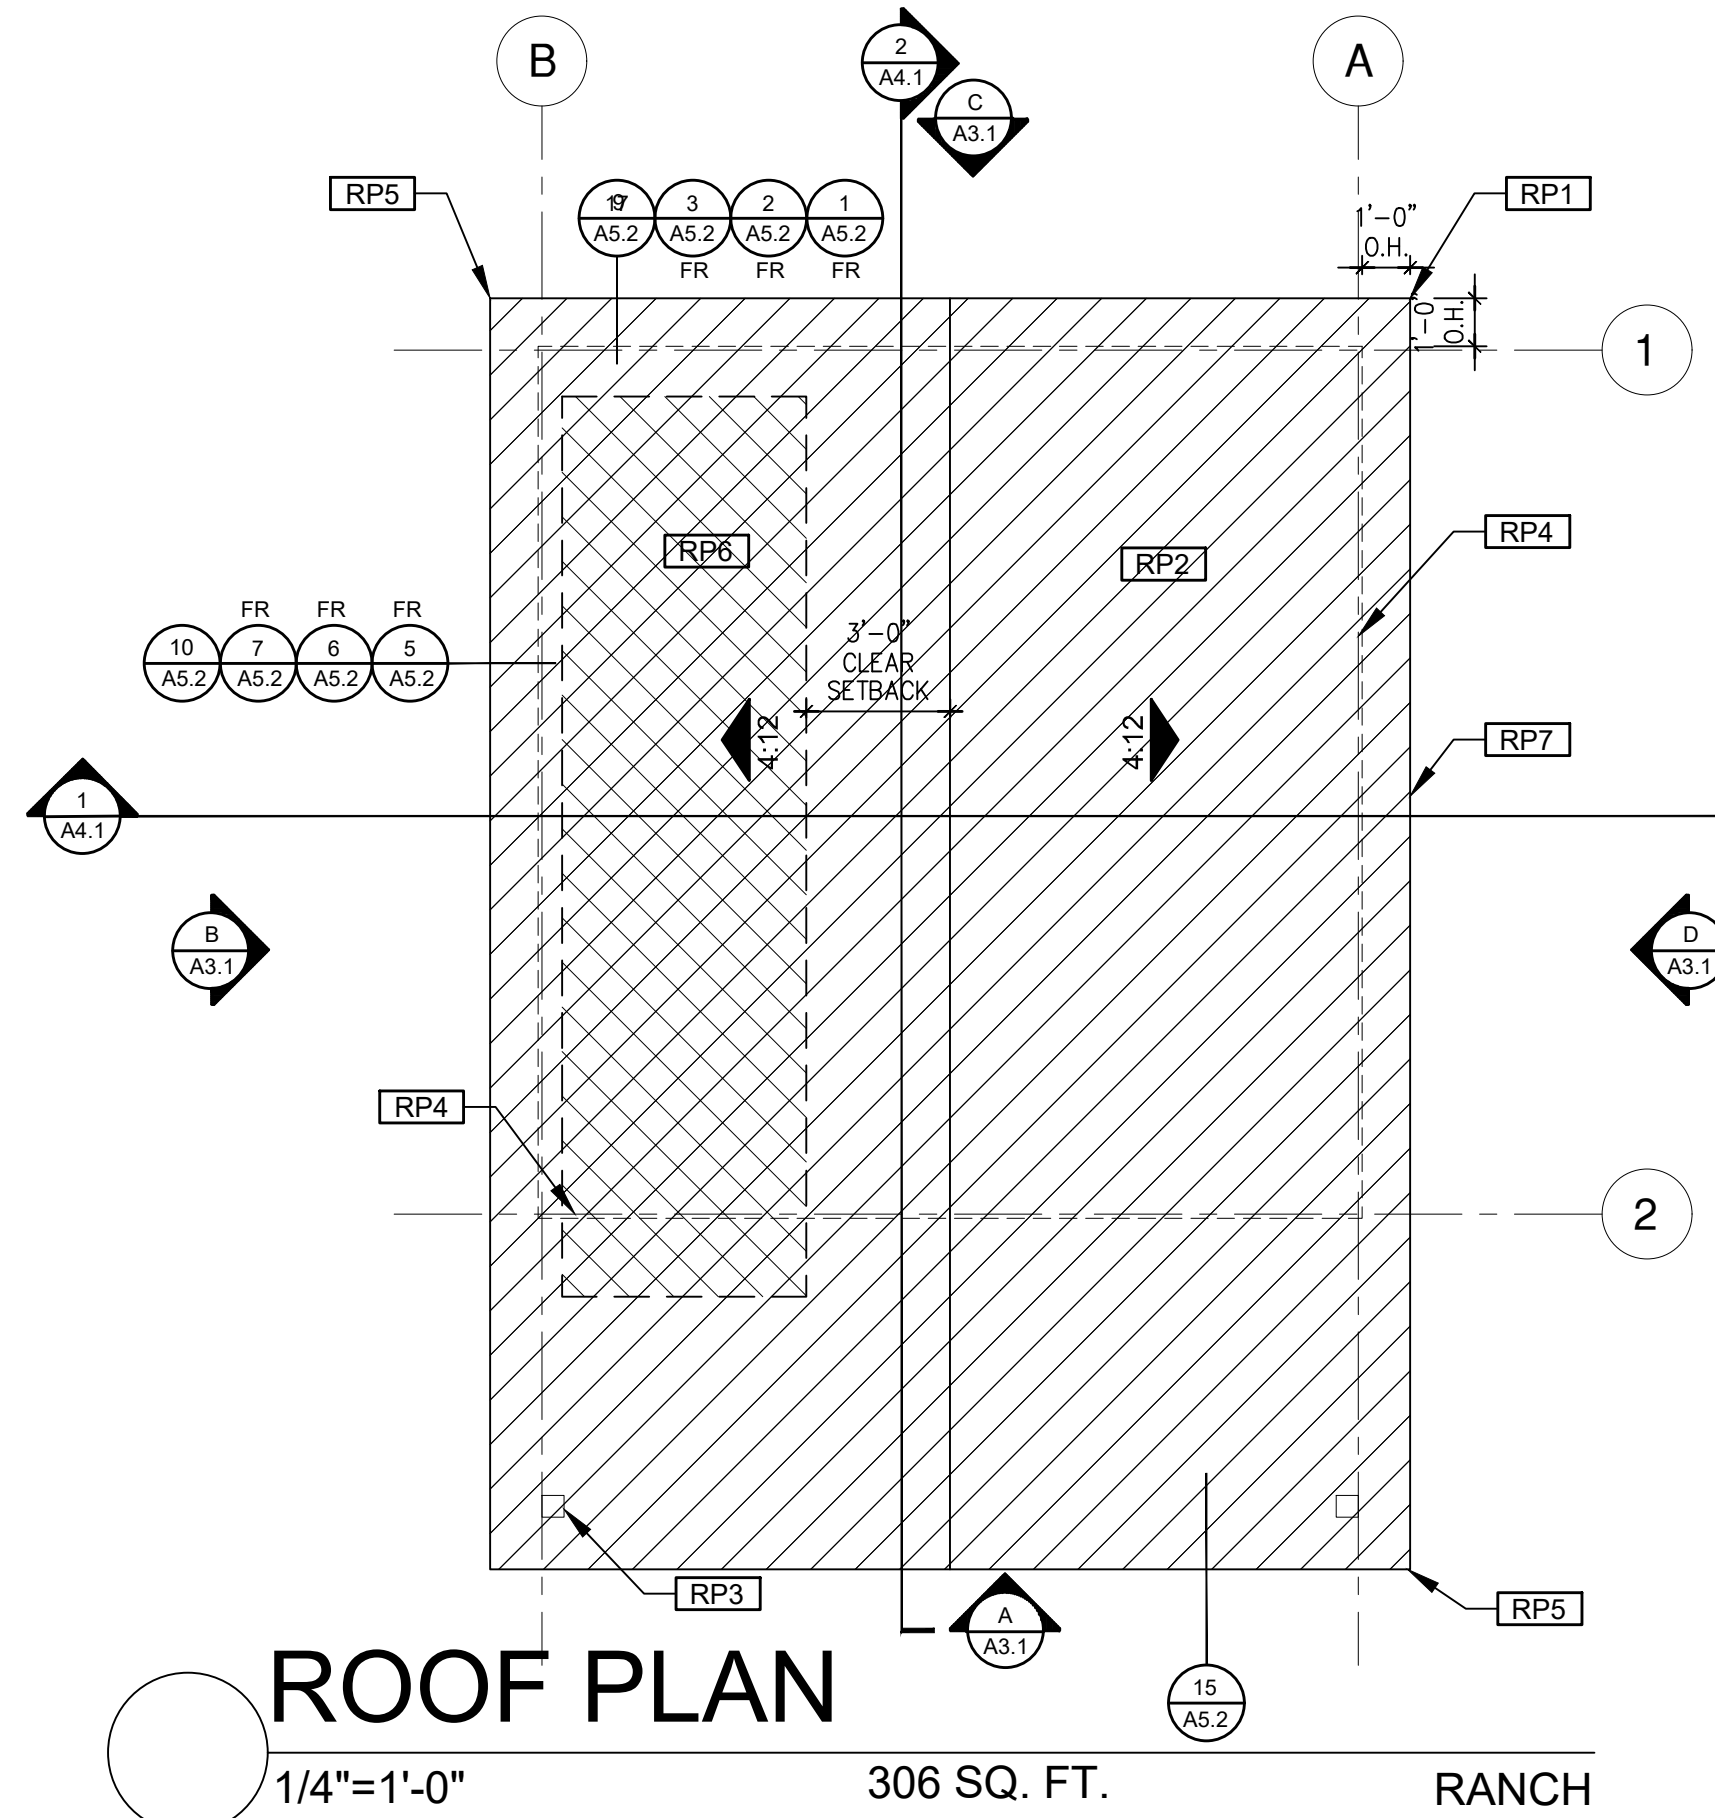 B
A
2
A4.1
C
A3.1
RP5
RP1
3
A5.2
FR
2
A5.2
FR
1
A5.2
FR
A5.2
1'-0"
O.H.
1'-0"
O.H.
1
RP6
RP2
RP4
3'-0"
CLEAR
SETBACK
FR
FR
FR
10
A5.2
7
A5.2
6
A5.2
5
A5.2
4:12
4:12
RP7
1
A4.1
B
A3.1
D
A3.1
RP4
2
RP3
RP5
A
A3.1
15
A5.2
ROOF PLAN
1/4"=1'-0"
306 SQ. FT.
RANCH